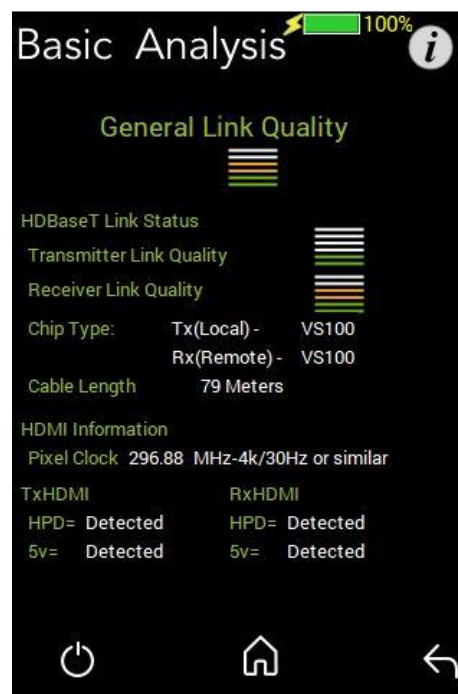 100%
Basic Analysis
i
General Link Quality
HDBaseT Link Status
Transmitter Link Quality
Receiver Link Quality
Chip Type: Tx(Local) - VS100
Rx(Remote) - VS100
Cable Length 79 Meters
HDMI Information
Pixel Clock 296.88 MHz-4k/30Hz or similar
TxHDMI RxHDMI
HPD= Detected HPD= Detected
5v= Detected 5v= Detected